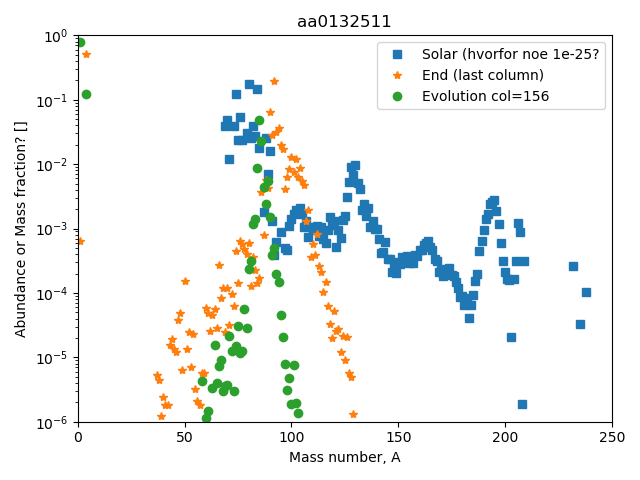 aa0132511
Solar (hvorfor noe 1e-25?
End (last column)
Evolution col=156
Abundance or Mass fraction? []
10⁰
10⁻¹
10⁻²
10⁻³
10⁻⁴
10⁻⁵
10⁻⁶
0 50 100 150 200 250
Mass number, A